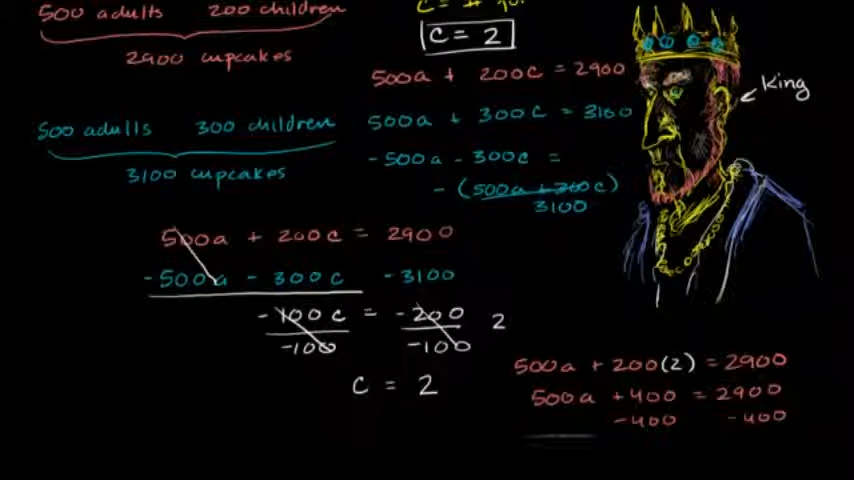 500 adults 200 children
2900 cupcakes
500 adults 300 children
3100 cupcakes
c = 2
500a + 200c = 2900
500a + 300c = 3100
-500a - 300c =
- (500a + 300c)
3100
King
500a + 200c = 2900
-500a - 300c -3100
-100c = -200 2
-100 -100
c = 2
500a + 200(2) = 2900
500a + 400 = 2900
-400 -400